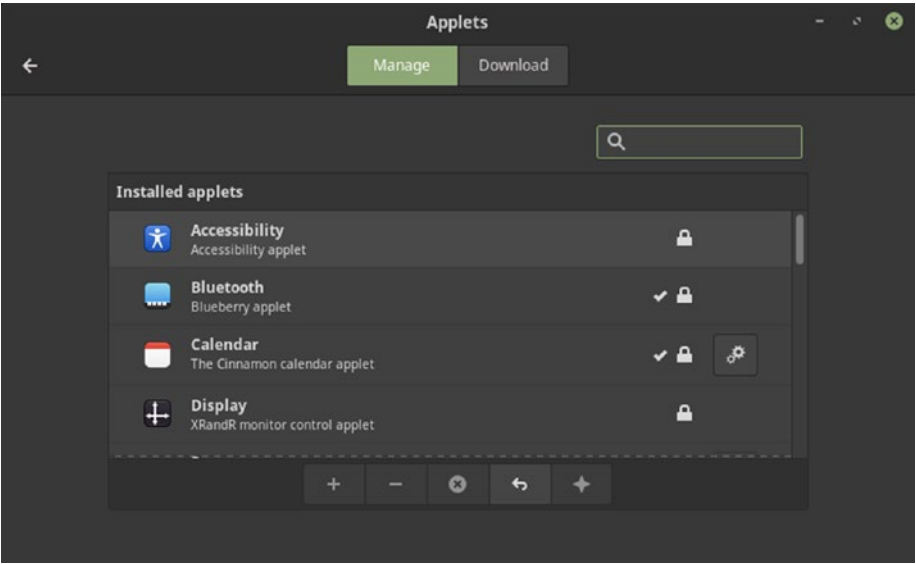 Applets
Manage
Download
Installed applets
Accessibility
Accessibility applet
Bluetooth
Blueberry applet
Calendar
The Cinnamon calendar applet
Display
XRandR monitor control applet